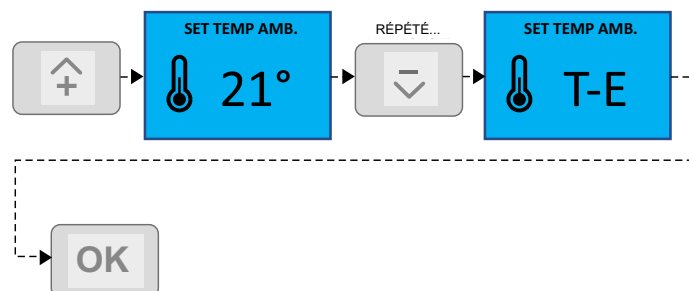 SET TEMP AMB.
21°
RÉPÉTÉ...
SET TEMP AMB.
T-E
OK